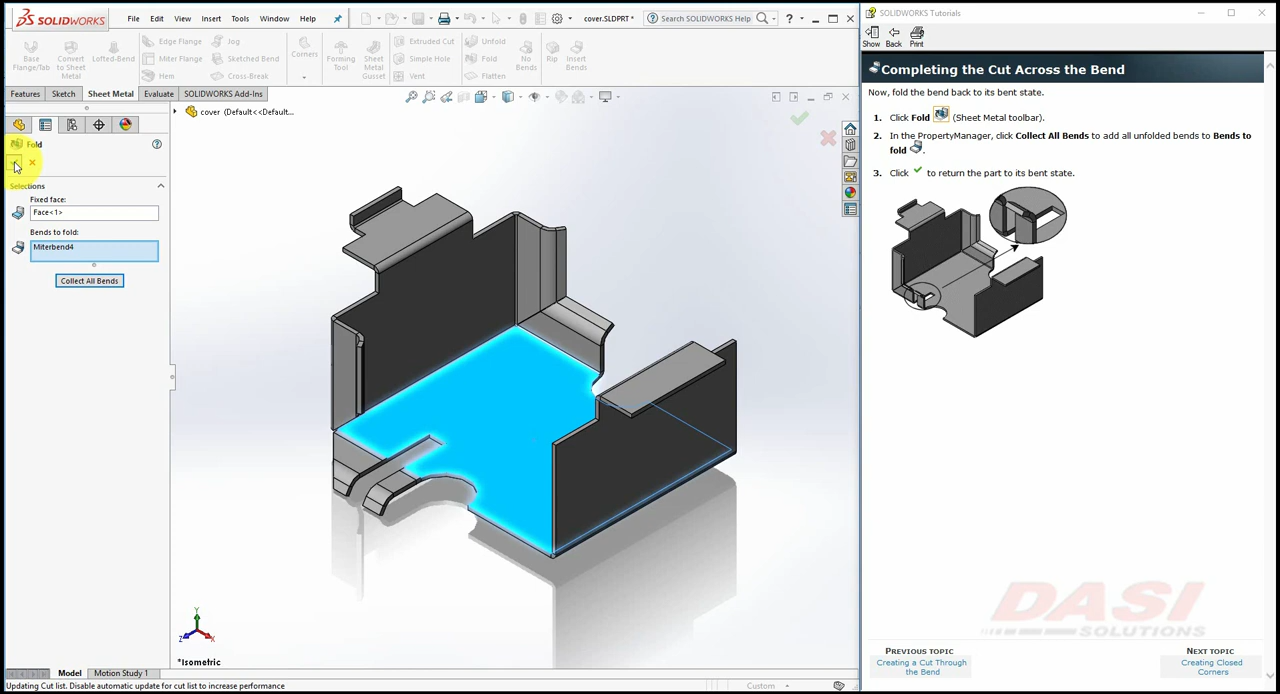 SOLIDWORKS
File
Edit
View
Insert
Tools
Window
Help
cover.SLDPRT *
Search SOLIDWORKS Help
Base Flange/Tab
Convert to Sheet Metal
Lofted-Bend
Edge Flange
Miter Flange
Hem
Jog
Sketched Bend
Cross-Break
Corners
Forming Tool
Sheet Metal Gusset
Extruded Cut
Simple Hole
Vent
Unfold
Fold
Flatten
No Bends
Rip
Insert Bends
Features
Sketch
Sheet Metal
Evaluate
SOLIDWORKS Add-Ins
cover (Default<<Default...
Fold
Selections
Fixed face:
Face<1>
Bends to fold:
Miterbend4
Collect All Bends
Y
Z
X
*Isometric
Model
Motion Study 1
Updating Cut list. Disable automatic update for cut list to increase performance
Custom
SOLIDWORKS Tutorials
Show
Back
Print
Completing the Cut Across the Bend
Now, fold the bend back to its bent state.
1. Click Fold (Sheet Metal toolbar).
2. In the PropertyManager, click Collect All Bends to add all unfolded bends to Bends to
fold .
3. Click to return the part to its bent state.
DASI
SOLUTIONS
PREVIOUS TOPIC
Creating a Cut Through
the Bend
NEXT TOPIC
Creating Closed
Corners